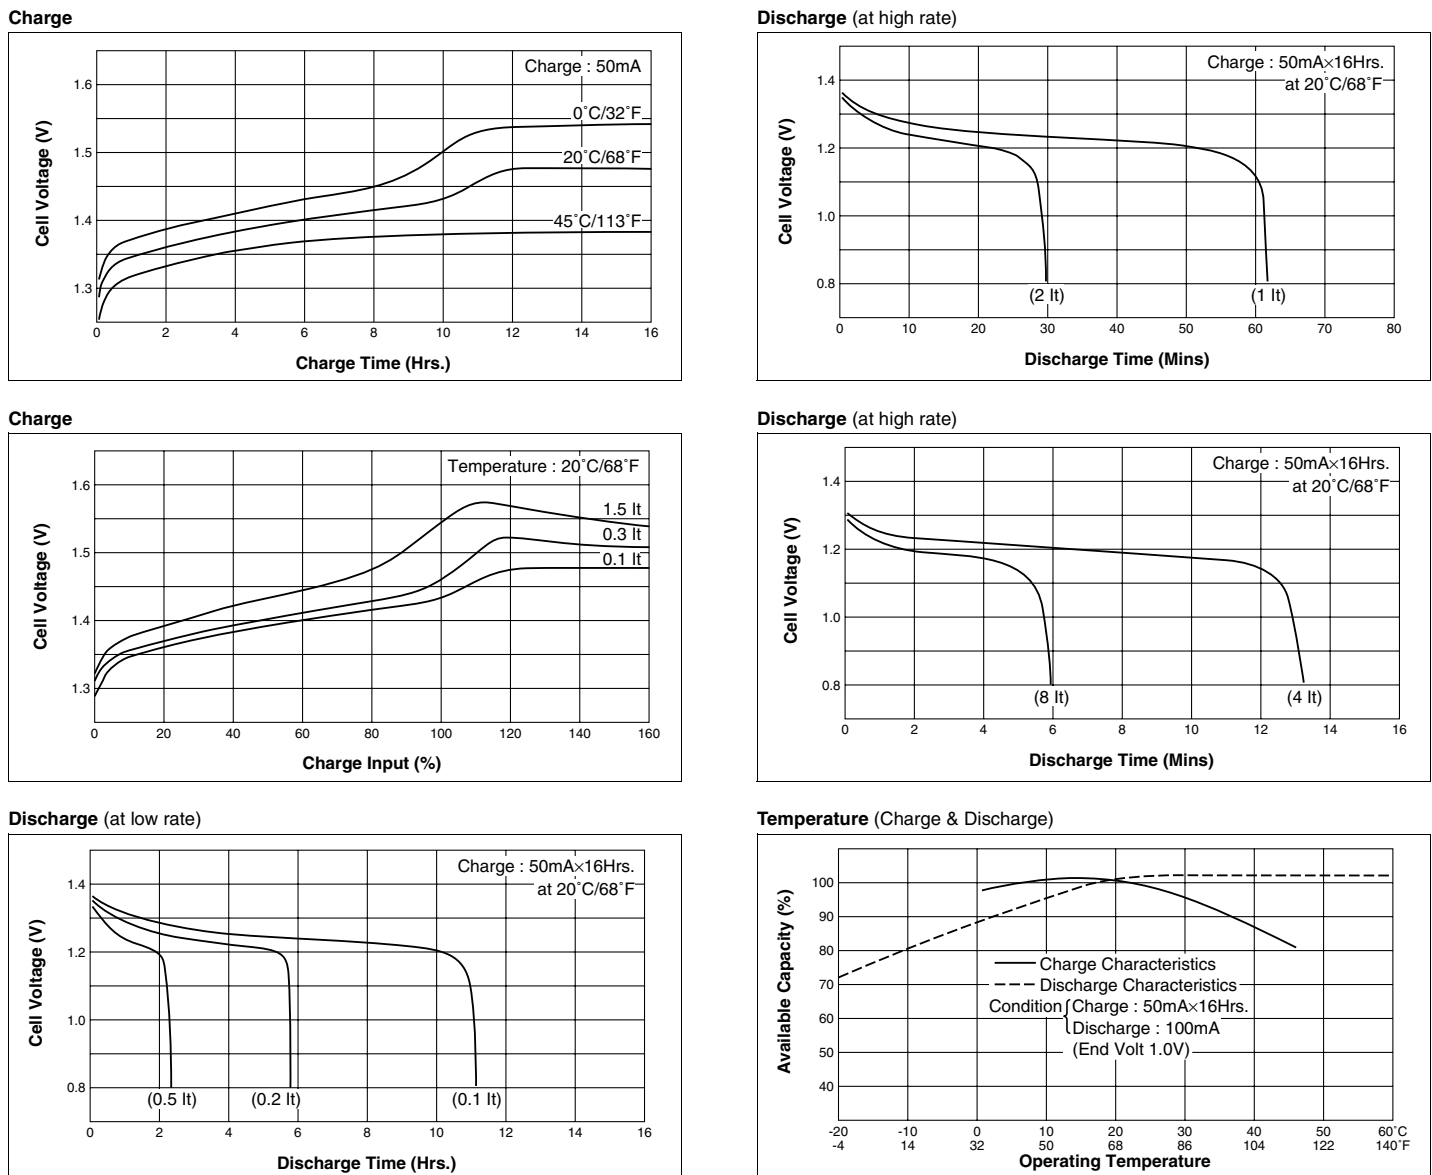 Charge
Charge : 50mA
0˚C/32˚F
20˚C/68˚F
45˚C/113˚F
1.6
1.5
1.4
1.3
Cell Voltage (V)
0 2 4 6 8 10 12 14 16
Charge Time (Hrs.)
Discharge (at high rate)
Charge : 50mA×16Hrs.
at 20˚C/68˚F
1.4
1.2
1.0
0.8
Cell Voltage (V)
(2 It) (1 It)
0 10 20 30 40 50 60 70 80
Discharge Time (Mins)
Charge
Temperature : 20˚C/68˚F
1.5 It
0.3 It
0.1 It
1.6
1.5
1.4
1.3
Cell Voltage (V)
0 20 40 60 80 100 120 140 160
Charge Input (%)
Discharge (at high rate)
Charge : 50mA×16Hrs.
at 20˚C/68˚F
1.4
1.2
1.0
0.8
Cell Voltage (V)
(8 It) (4 It)
0 2 4 6 8 10 12 14 16
Discharge Time (Mins)
Discharge (at low rate)
Charge : 50mA×16Hrs.
at 20˚C/68˚F
1.4
1.2
1.0
0.8
Cell Voltage (V)
(0.5 It) (0.2 It) (0.1 It)
0 2 4 6 8 10 12 14 16
Discharge Time (Hrs.)
Temperature (Charge & Discharge)
100
90
80
70
60
50
40
Available Capacity (%)
Charge Characteristics
Discharge Characteristics
Condition { Charge : 50mA×16Hrs.
Discharge : 100mA
(End Volt 1.0V)
-20 -10 0 10 20 30 40 50 60˚C
-4 14 32 50 68 86 104 122 140˚F
Operating Temperature